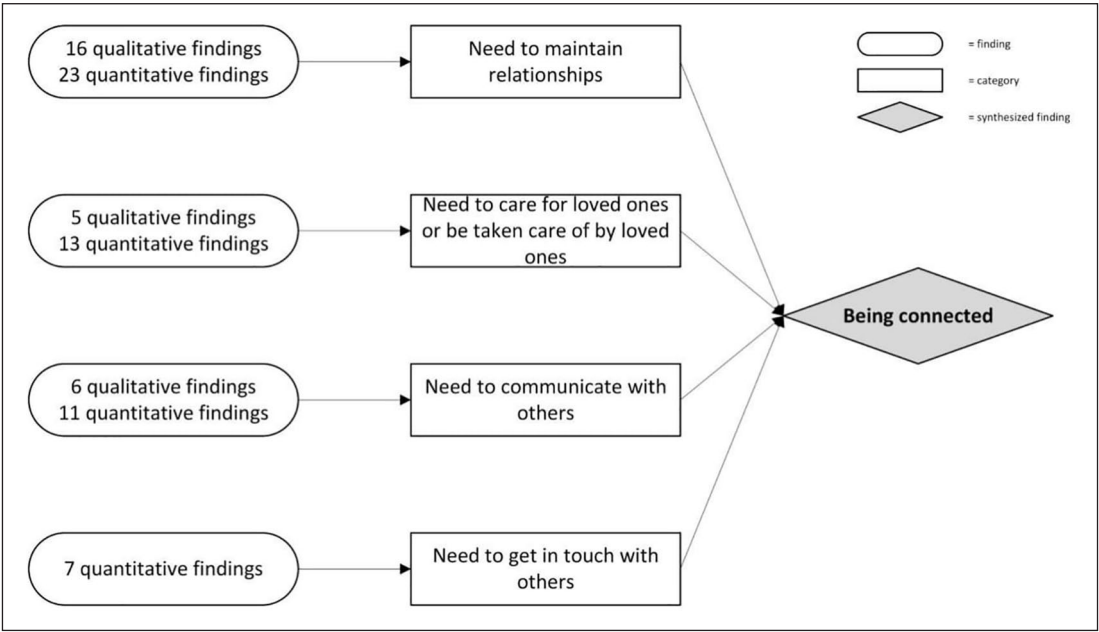 16 qualitative findings
23 quantitative findings
Need to maintain
relationships
= finding
= category
= synthesized finding
5 qualitative findings
13 quantitative findings
Need to care for loved ones
or be taken care of by loved
ones
Being connected
6 qualitative findings
11 quantitative findings
Need to communicate with
others
7 quantitative findings
Need to get in touch with
others